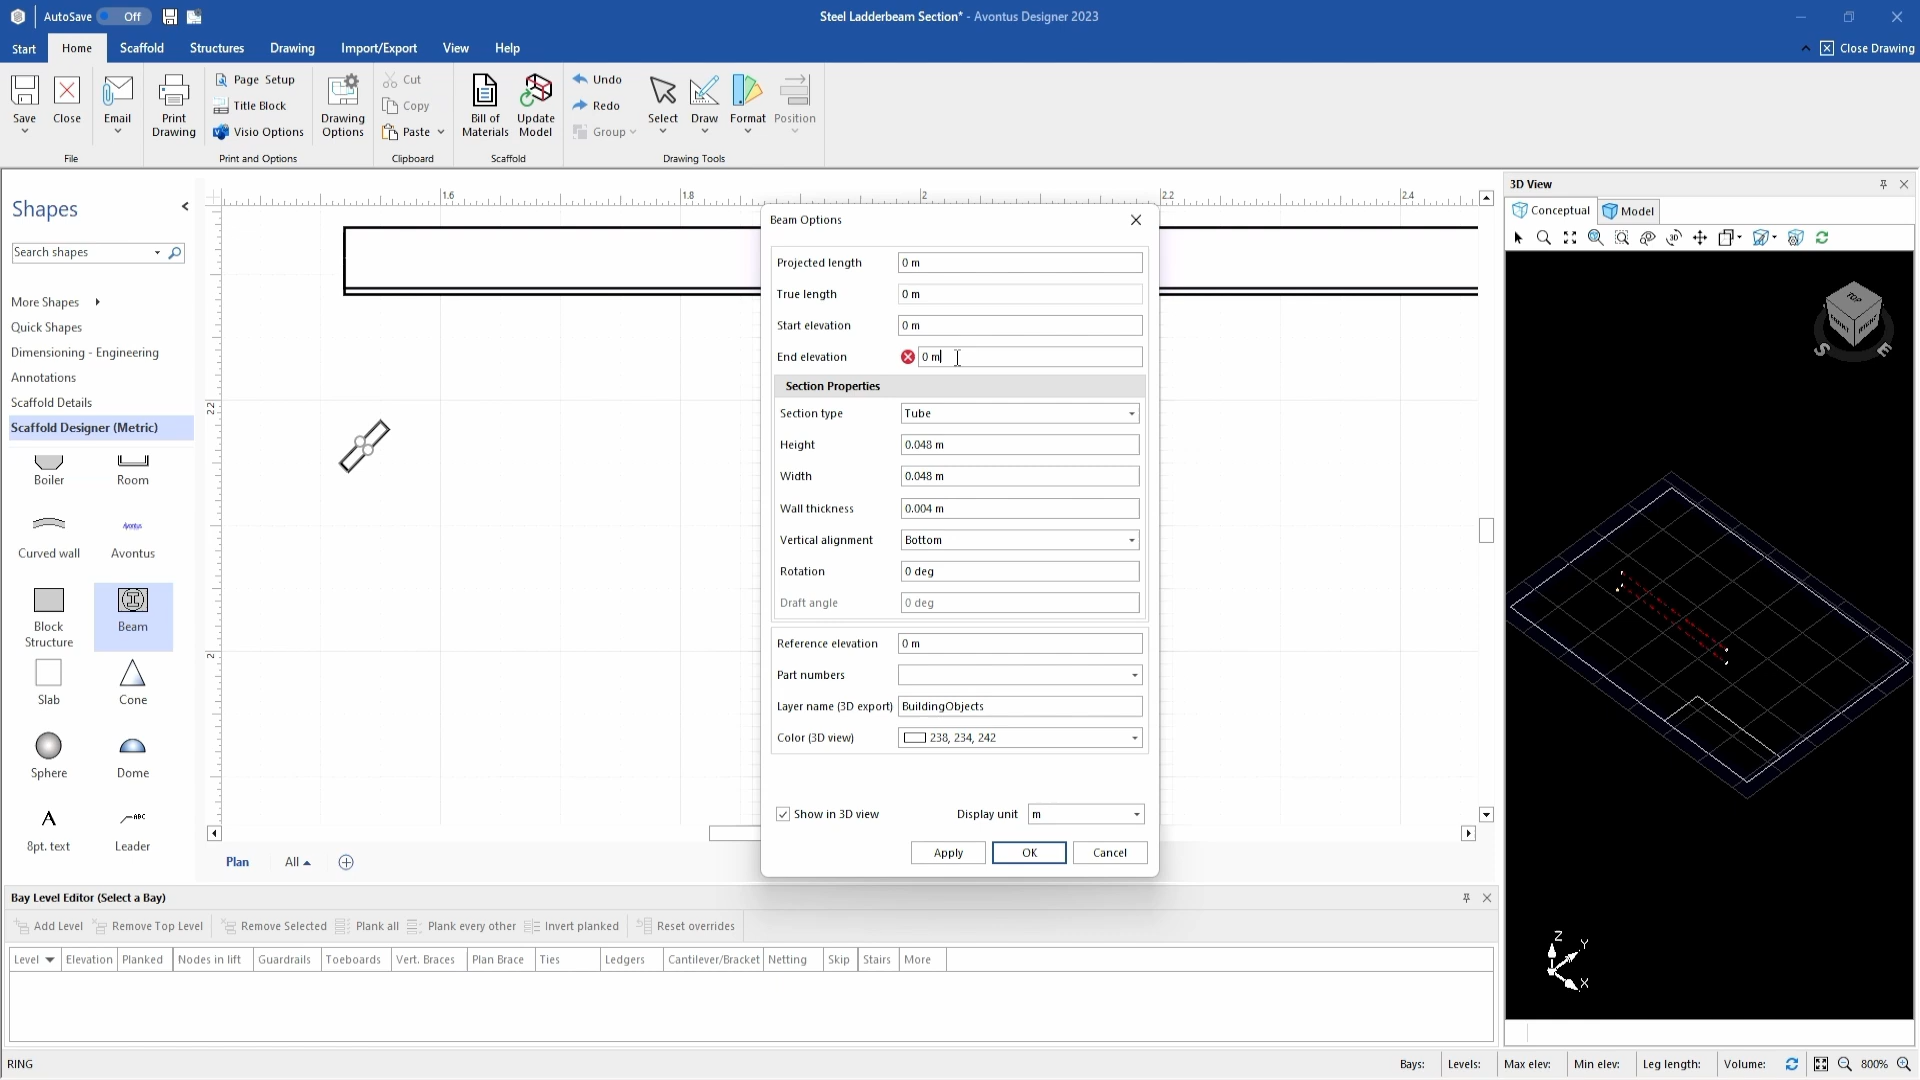 AutoSave Off
Steel Ladderbeam Section* - Avontus Designer 2023
Start Home Scaffold Structures Drawing Import/Export View Help
Close Drawing
Save Close Email
Print Drawing
Page Setup
Title Block
Visio Options
Drawing Options
Cut
Copy
Paste
Bill of Materials
Update Model
Undo
Redo
Group
Select Draw Format Position
File Print and Options Clipboard Scaffold Drawing Tools
Shapes
Search shapes
More Shapes
Quick Shapes
Dimensioning - Engineering
Annotations
Scaffold Details
Scaffold Designer (Metric)
Boiler Room
Curved wall
Avontus
Avontus
Block Structure
Beam
Slab Cone
Sphere Dome
A
ABC
8pt. text Leader
1.6 1.8 2 2.2 2.4
2.2
2
Beam Options
Projected length 0 m
True length 0 m
Start elevation 0 m
End elevation 0 m
Section Properties
Section type Tube
Height 0.048 m
Width 0.048 m
Wall thickness 0.004 m
Vertical alignment Bottom
Rotation 0 deg
Draft angle 0 deg
Reference elevation 0 m
Part numbers
Layer name (3D export) BuildingObjects
Color (3D view) 238, 234, 242
Show in 3D view
Display unit m
Apply OK Cancel
Plan All
3D View
Conceptual Model
TOP
FRONT RIGHT
S E
Z
Y
X
Bay Level Editor (Select a Bay)
Add Level Remove Top Level Remove Selected Plank all Plank every other Invert planked Reset overrides
Level Elevation Planked Nodes in lift Guardrails Toeboards Vert. Braces Plan Brace Ties Ledgers Cantilever/Bracket Netting Skip Stairs More
RING
Bays: Levels: Max elev: Min elev: Leg length: Volume: 800%